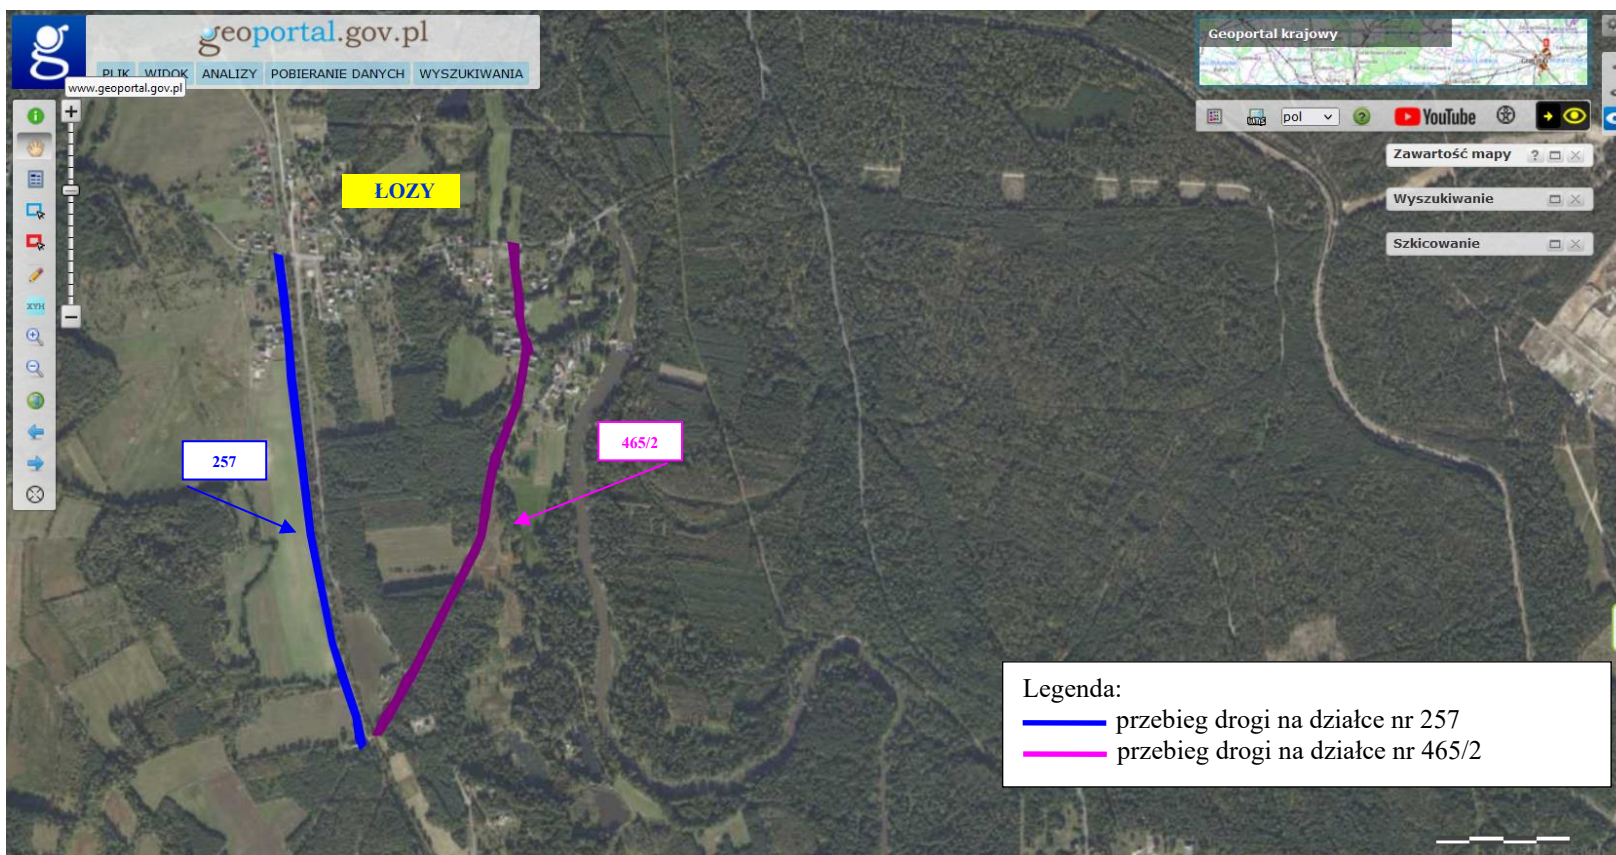 geoportal.gov.pl
PLIK WIDOK ANALIZY POBIERANIE DANYCH WYSZUKIWANIA
www.geoportal.gov.pl
Geoportal krajowy
pol
YouTube
Zawartość mapy
Wyszukiwanie
Szkicowanie
XYH
ŁOZY
257
465/2
Legenda:
przebieg drogi na działce nr 257
przebieg drogi na działce nr 465/2